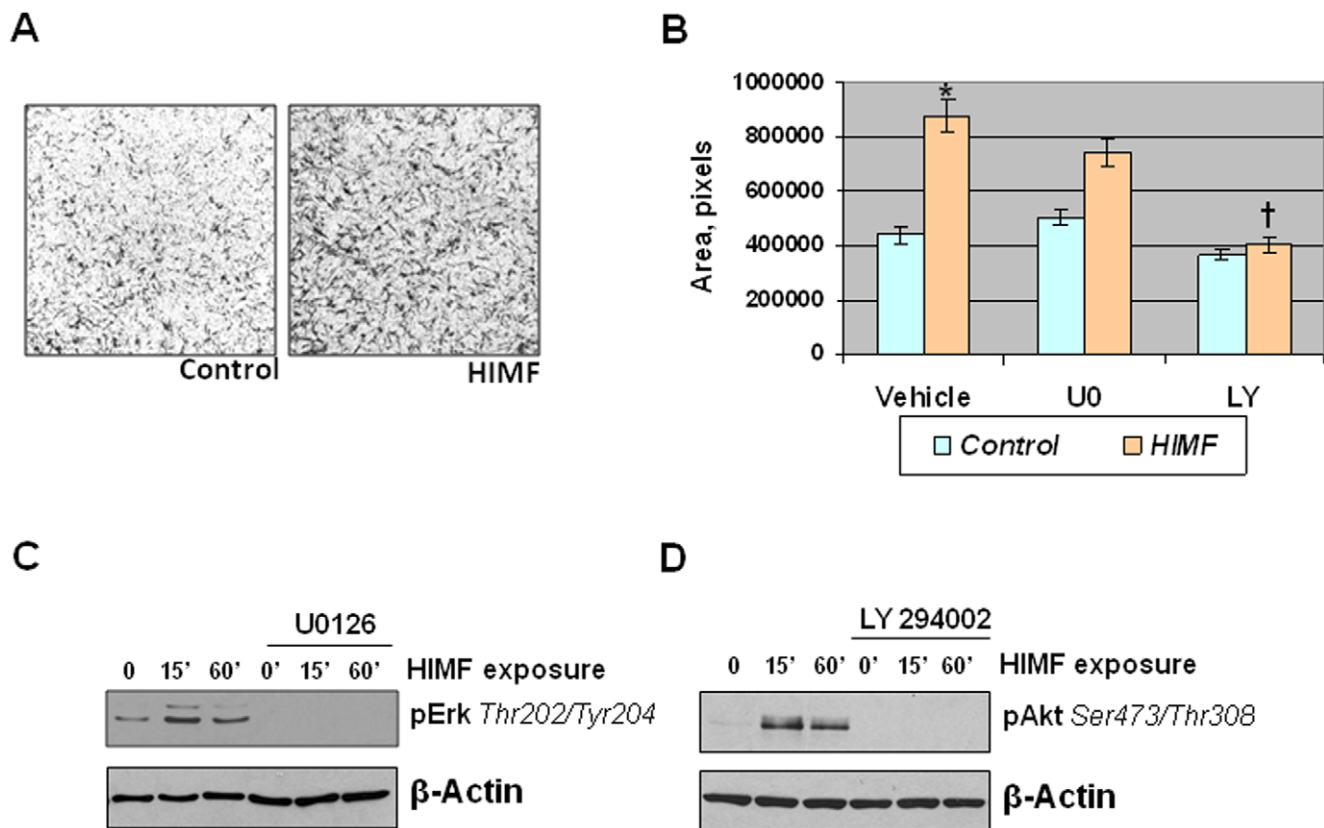 A
Control
HIMF
B
Area, pixels
1000000
800000
600000
400000
200000
0
*
†
Vehicle U0 LY
Control HIMF
C
U0126
0 15’ 60’ 0’ 15’ 60’ HIMF exposure
pErk Thr202/Tyr204
β-Actin
D
LY 294002
0 15’ 60’ 0’ 15’ 60’ HIMF exposure
pAkt Ser473/Thr308
β-Actin